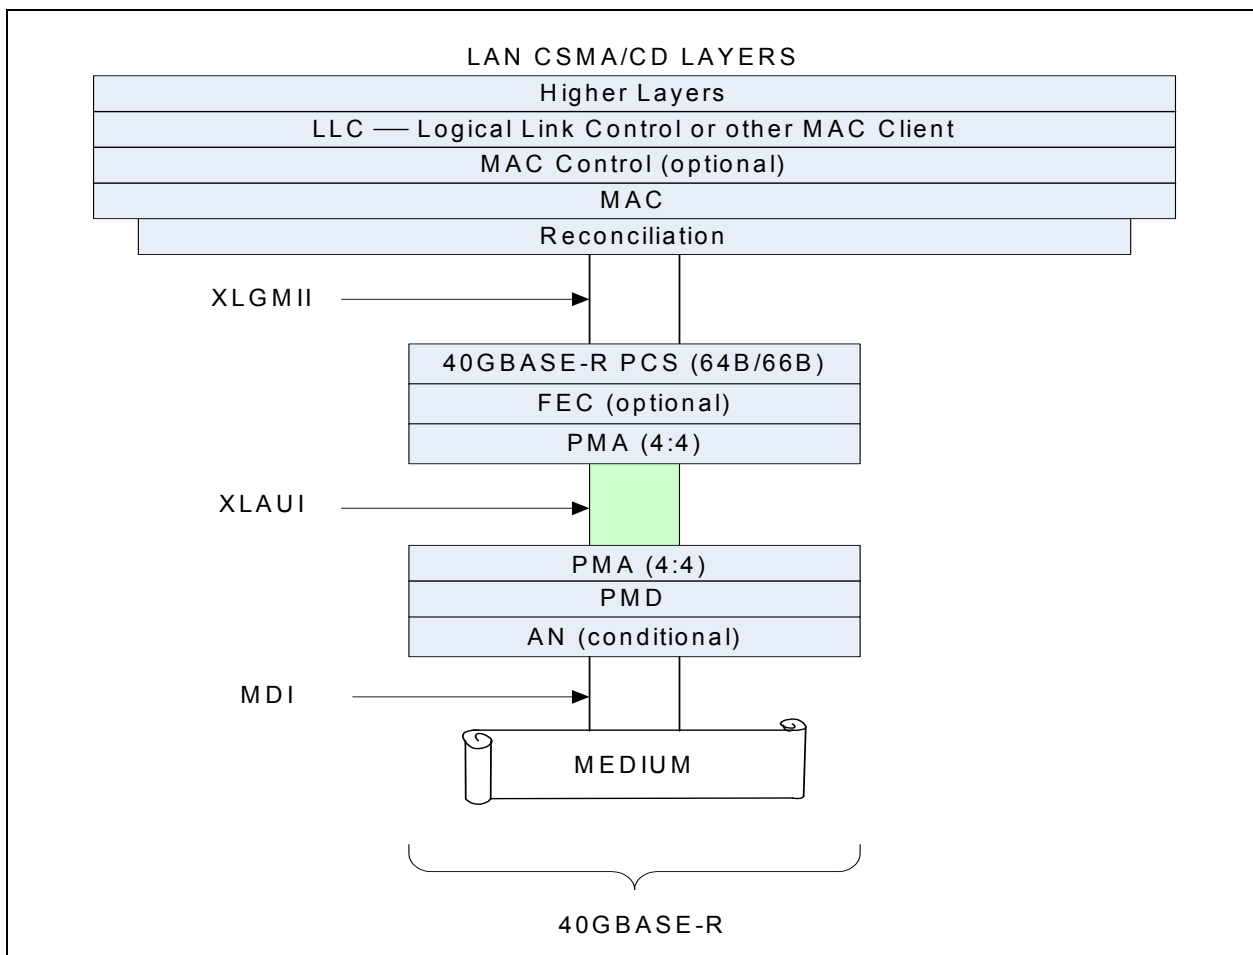 LAN CSMA/CD LAYERS
Higher Layers
LLC — Logical Link Control or other MAC Client
MAC Control (optional)
MAC
Reconciliation
XLGMII
40GBASE-R PCS (64B/66B)
FEC (optional)
PMA (4:4)
XLAUI
PMA (4:4)
PMD
AN (conditional)
MDI
MEDIUM
40GBASE-R